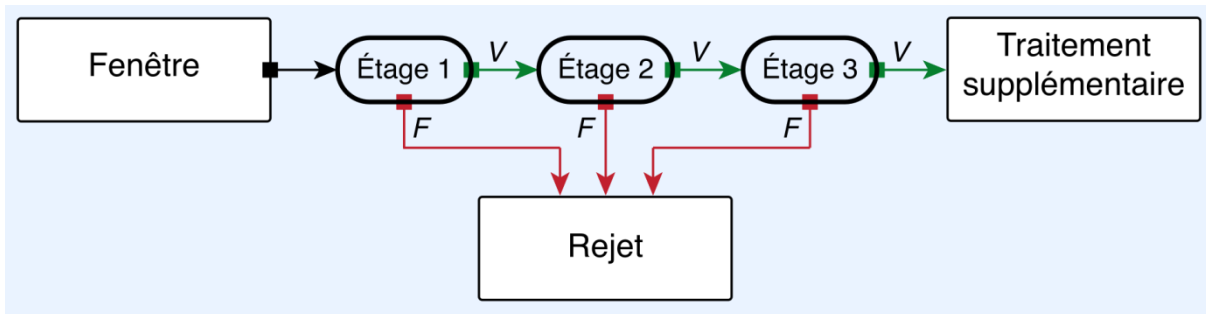 Fenêtre
Étage 1
V
Étage 2
V
Étage 3
V
Traitement
supplémentaire
F
F
F
Rejet